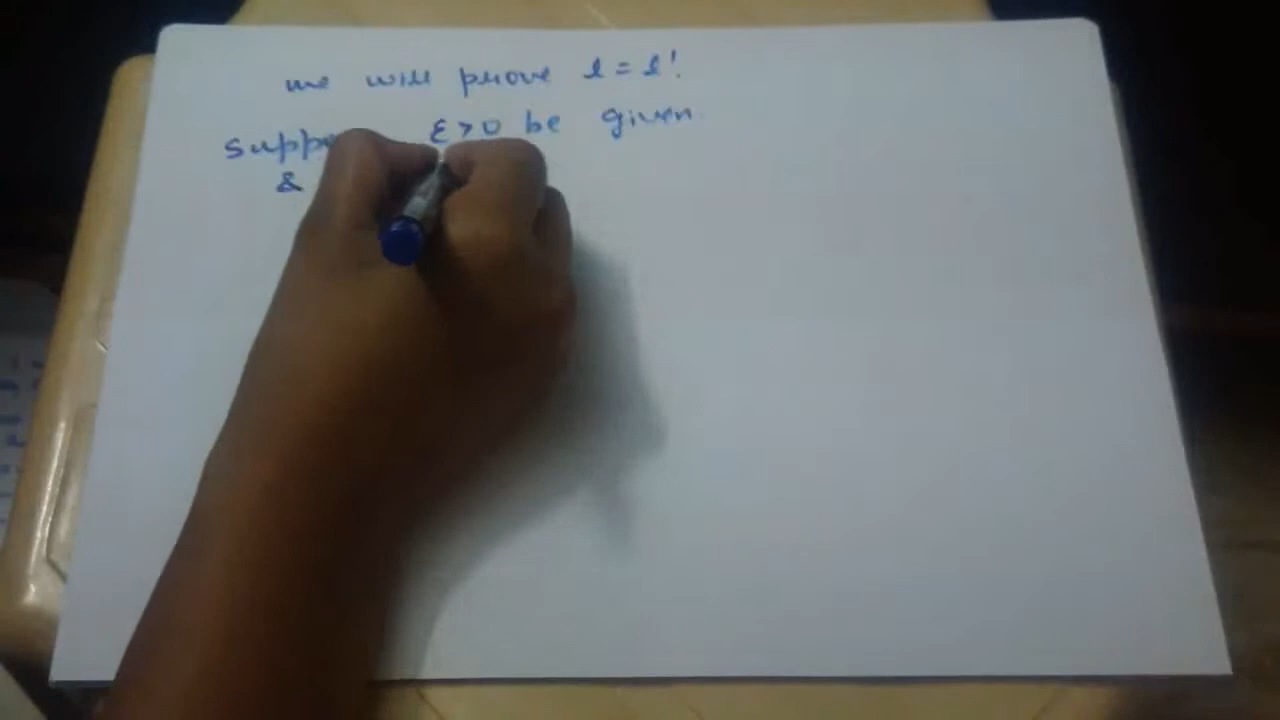 we will prove l = l'.
ε > 0 be given.
&